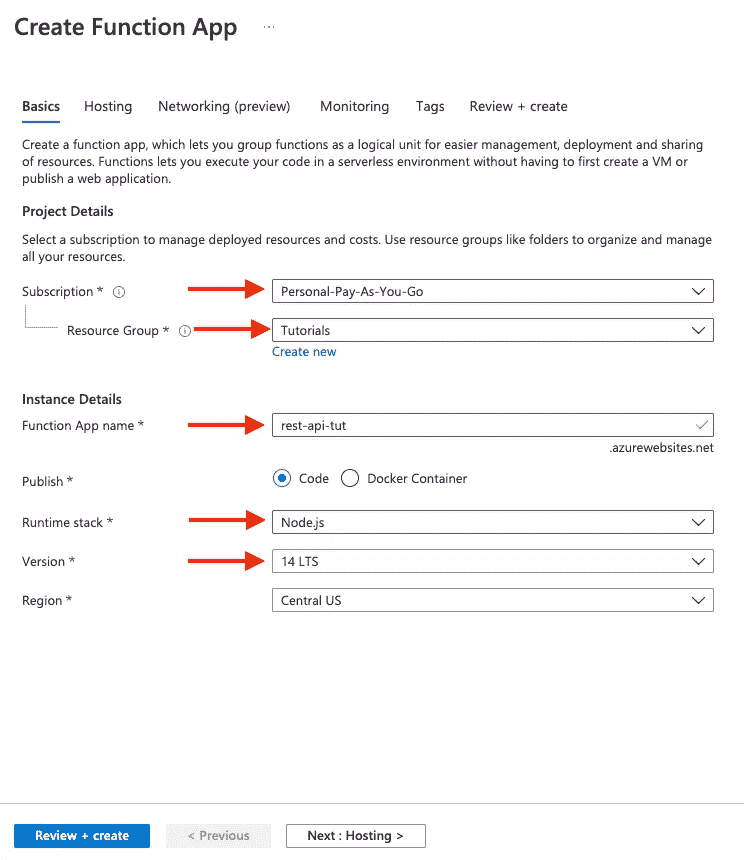 Create Function App ...
Basics Hosting Networking (preview) Monitoring Tags Review + create
Create a function app, which lets you group functions as a logical unit for easier management, deployment and sharing
of resources. Functions lets you execute your code in a serverless environment without having to first create a VM or
publish a web application.
Project Details
Select a subscription to manage deployed resources and costs. Use resource groups like folders to organize and manage
all your resources.
Subscription * Personal-Pay-As-You-Go
Resource Group * Tutorials
Create new
Instance Details
Function App name * rest-api-tut
.azurewebsites.net
Publish * Code Docker Container
Runtime stack * Node.js
Version * 14 LTS
Region * Central US
Review + create < Previous Next : Hosting >